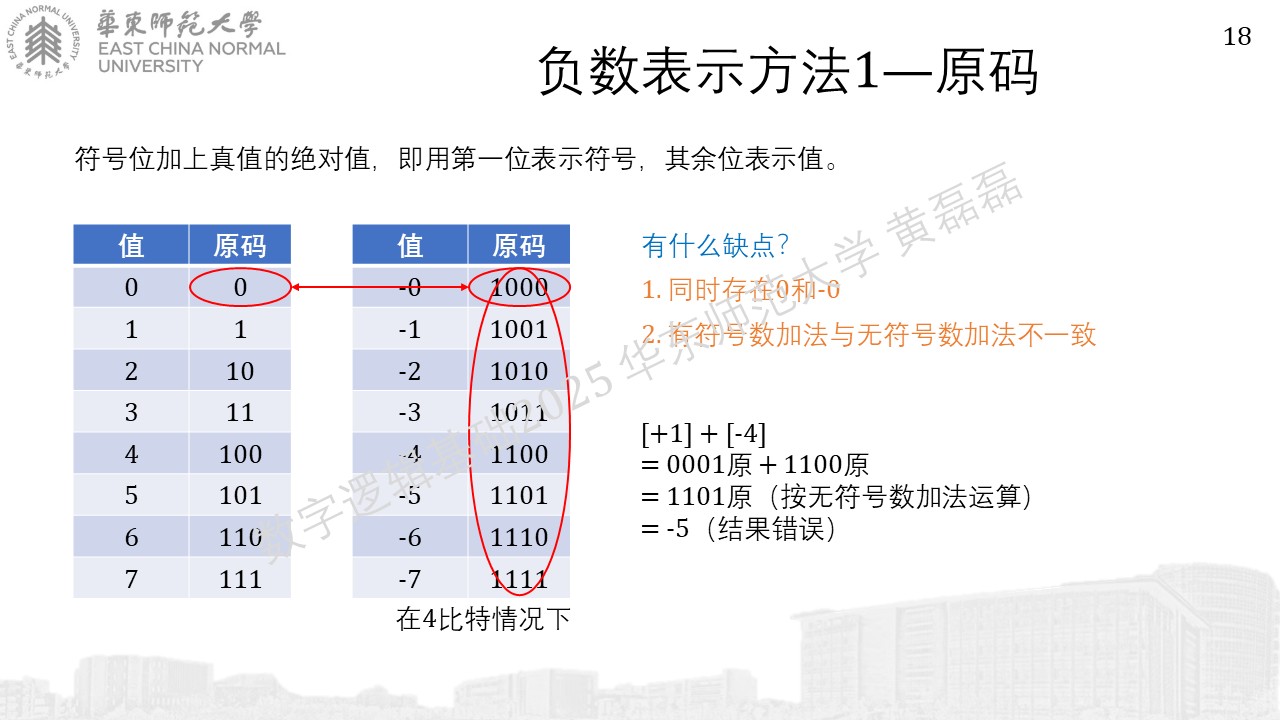 華東師範大學
EAST CHINA NORMAL
UNIVERSITY
EAST CHINA NORMAL UNIVERSITY
華東師範大學
18
负数表示方法1—原码
符号位加上真值的绝对值，即用第一位表示符号，其余位表示值。
值 原码
0 0
1 1
2 10
3 11
4 100
5 101
6 110
7 111
值 原码
-0 1000
-1 1001
-2 1010
-3 1011
-4 1100
-5 1101
-6 1110
-7 1111
在4比特情况下
有什么缺点？
1. 同时存在0和-0
2. 有符号数加法与无符号数加法不一致
[+1] + [-4]
= 0001原 + 1100原
= 1101原（按无符号数加法运算）
= -5（结果错误）
数字逻辑基础2025 华东师范大学 黄磊磊